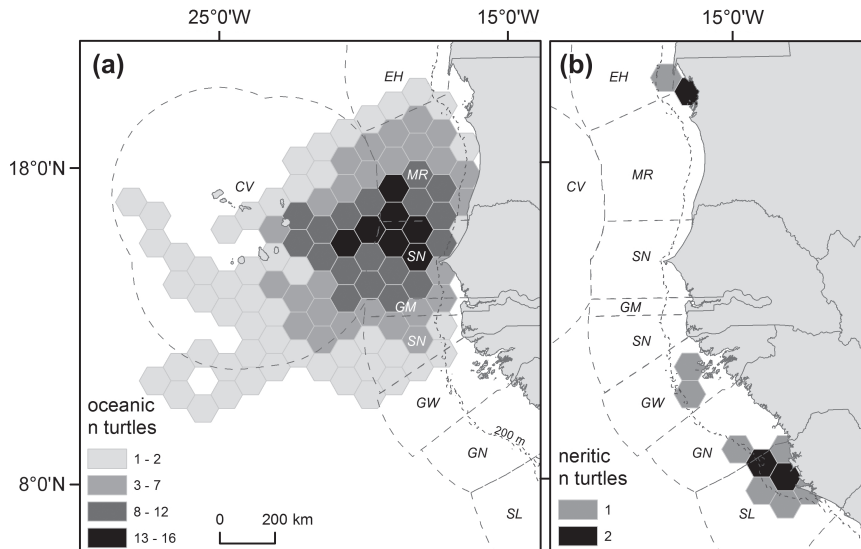 25°0'W
15°0'W
15°0'W
(a)
(b)
EH
EH
18°0'N
CV
MR
CV
MR
SN
SN
GM
GM
SN
SN
GW
GW
200 m
GN
GN
SL
SL
oceanic
n turtles
1 - 2
3 - 7
8 - 12
13 - 16
8°0'N
0 200 km
neritic
n turtles
1
2